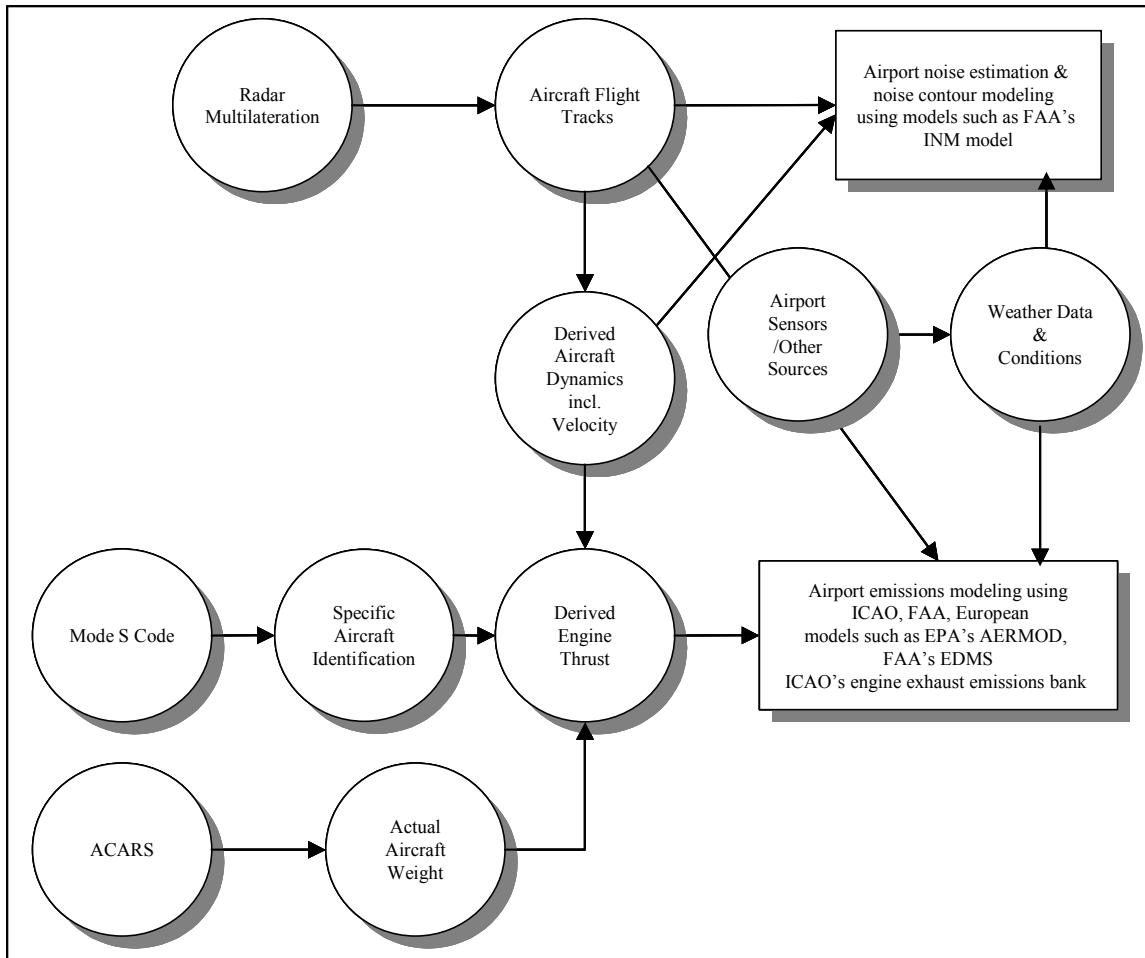 Radar
Multilateration
Aircraft Flight
Tracks
Airport noise estimation &
noise contour modeling
using models such as FAA's
INM model
Derived
Aircraft
Dynamics
incl.
Velocity
Airport
Sensors
/Other
Sources
Weather Data
&
Conditions
Mode S Code
Specific
Aircraft
Identification
Derived
Engine
Thrust
Airport emissions modeling using
ICAO, FAA, European
models such as EPA's AERMOD,
FAA's EDMS
ICAO's engine exhaust emissions bank
ACARS
Actual
Aircraft
Weight